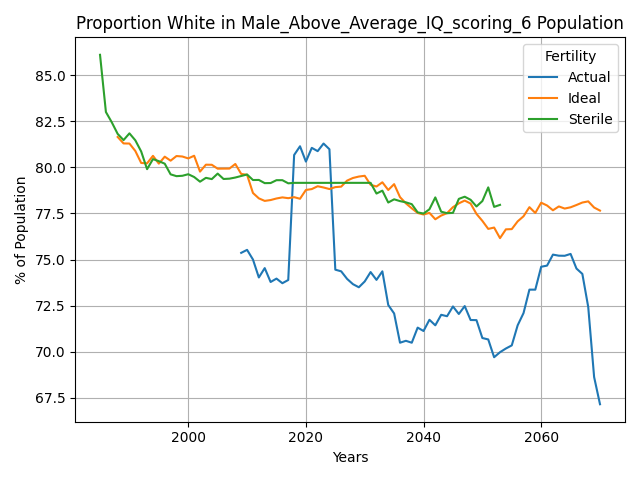 Proportion White in Male_Above_Average_IQ_scoring_6 Population
% of Population
85.0
82.5
80.0
77.5
75.0
72.5
70.0
67.5
Fertility
Actual
Ideal
Sterile
2000
2020
2040
2060
Years